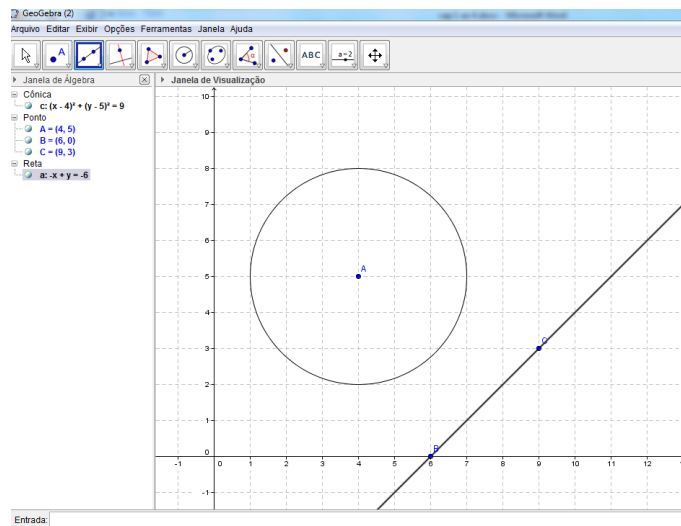 GeoGebra (2)
Arquivo Editar Exibir Opções Ferramentas Janela Ajuda
A
α
ABC
a=2
Janela de Álgebra
Janela de Visualização
Cônica
c: (x - 4)² + (y - 5)² = 9
Ponto
A = (4, 5)
B = (6, 0)
C = (9, 3)
Reta
a: -x + y = -6
10
9
8
7
6
5
A
4
3
C
2
1
0
B
-1 0 1 2 3 4 5 6 7 8 9 10 11 12
-1
Entrada: